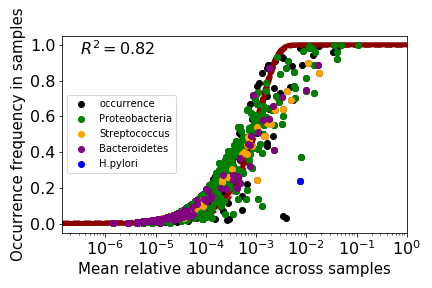 R² = 0.82
1.0
0.8
0.6
0.4
0.2
0.0
Occurrence frequency in samples
occurrence
Proteobacteria
Streptococcus
Bacteroidetes
H.pylori
10⁻⁶ 10⁻⁵ 10⁻⁴ 10⁻³ 10⁻² 10⁻¹ 10⁰
Mean relative abundance across samples